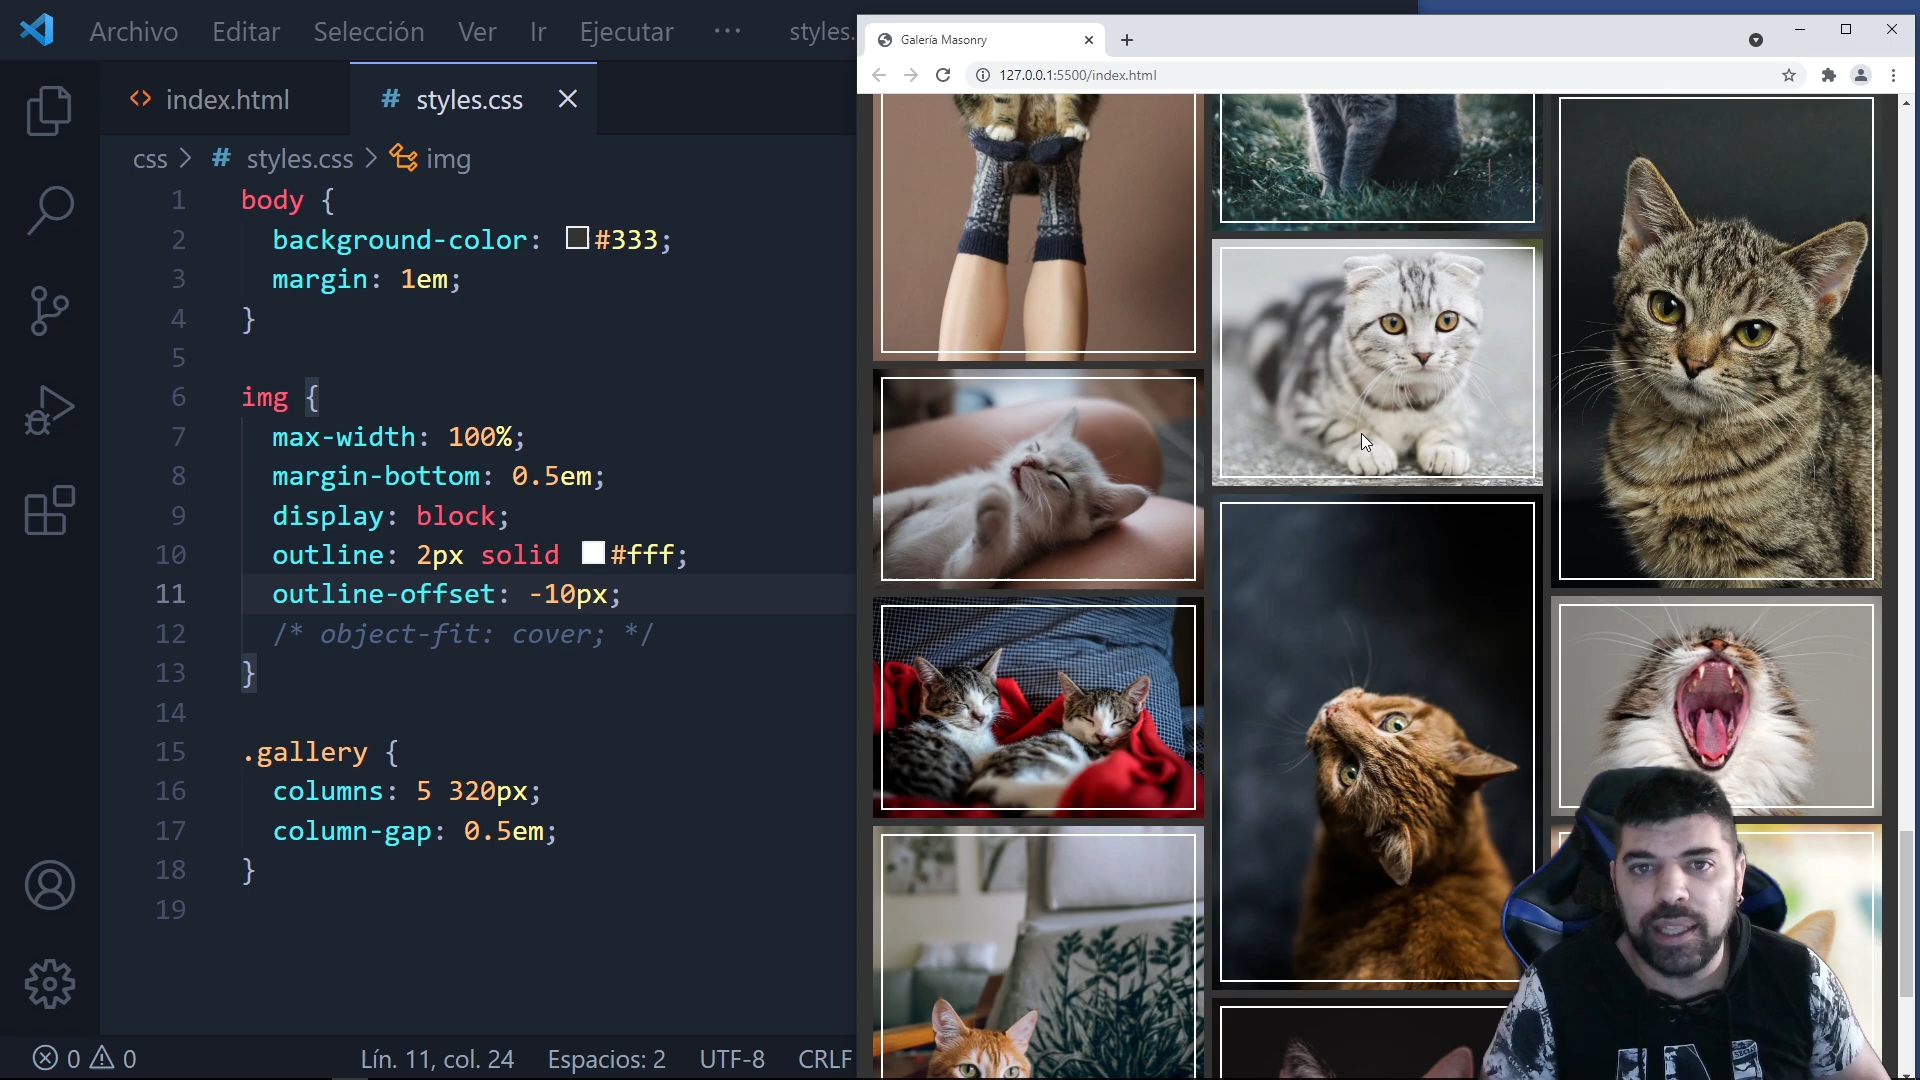 Archivo Editar Selección Ver Ir Ejecutar ··· styles.
index.html # styles.css
css > # styles.css > img
1 body {
2 background-color: #333;
3 margin: 1em;
4 }
5
6 img {
7 max-width: 100%;
8 margin-bottom: 0.5em;
9 display: block;
10 outline: 2px solid #fff;
11 outline-offset: -10px;
12 /* object-fit: cover; */
13 }
14
15 .gallery {
16 columns: 5 320px;
17 column-gap: 0.5em;
18 }
19
0 0 Lín. 11, col. 24 Espacios: 2 UTF-8 CRLF
Galería Masonry
127.0.0.1:5500/index.html